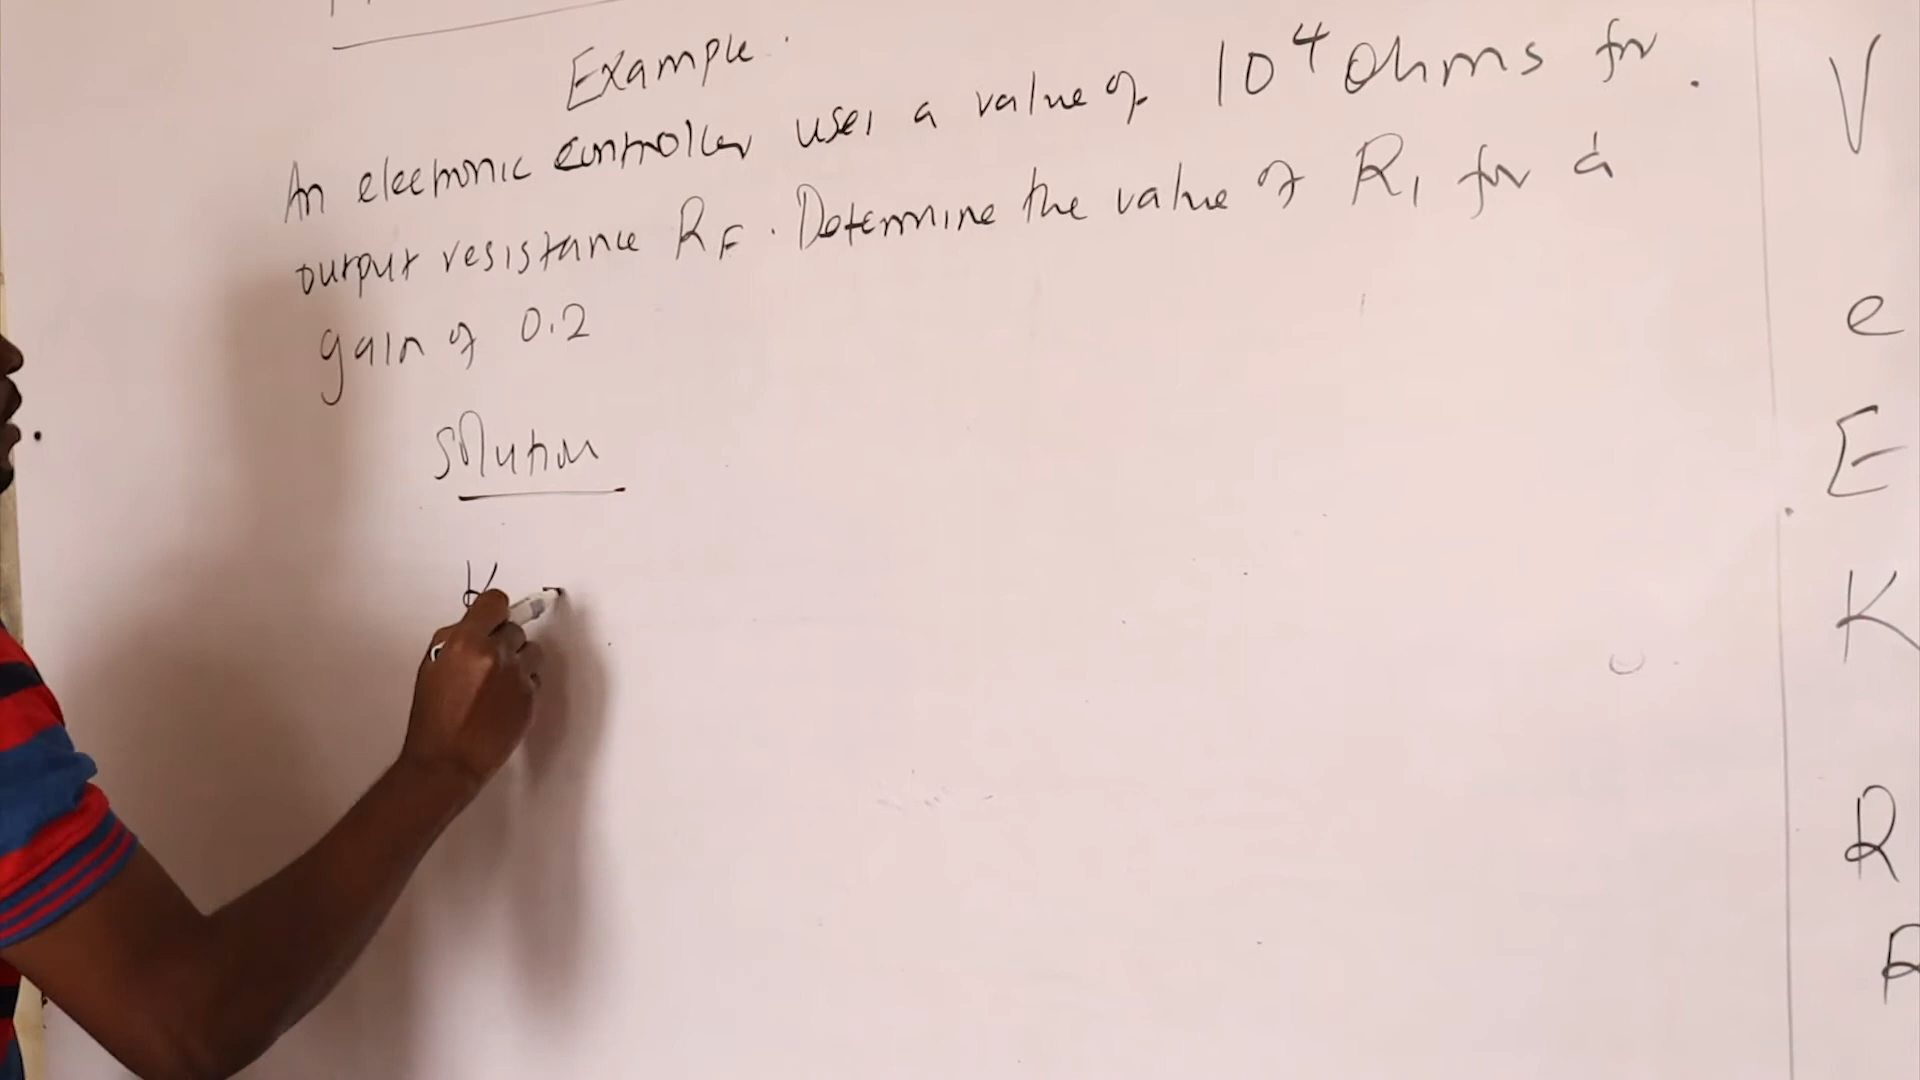 Example.
An electronic controller uses a value of 10⁴ ohms for
output resistance RF. Determine the value of R1 for a
gain of 0.2
Solution
K
V
e
E
K
R